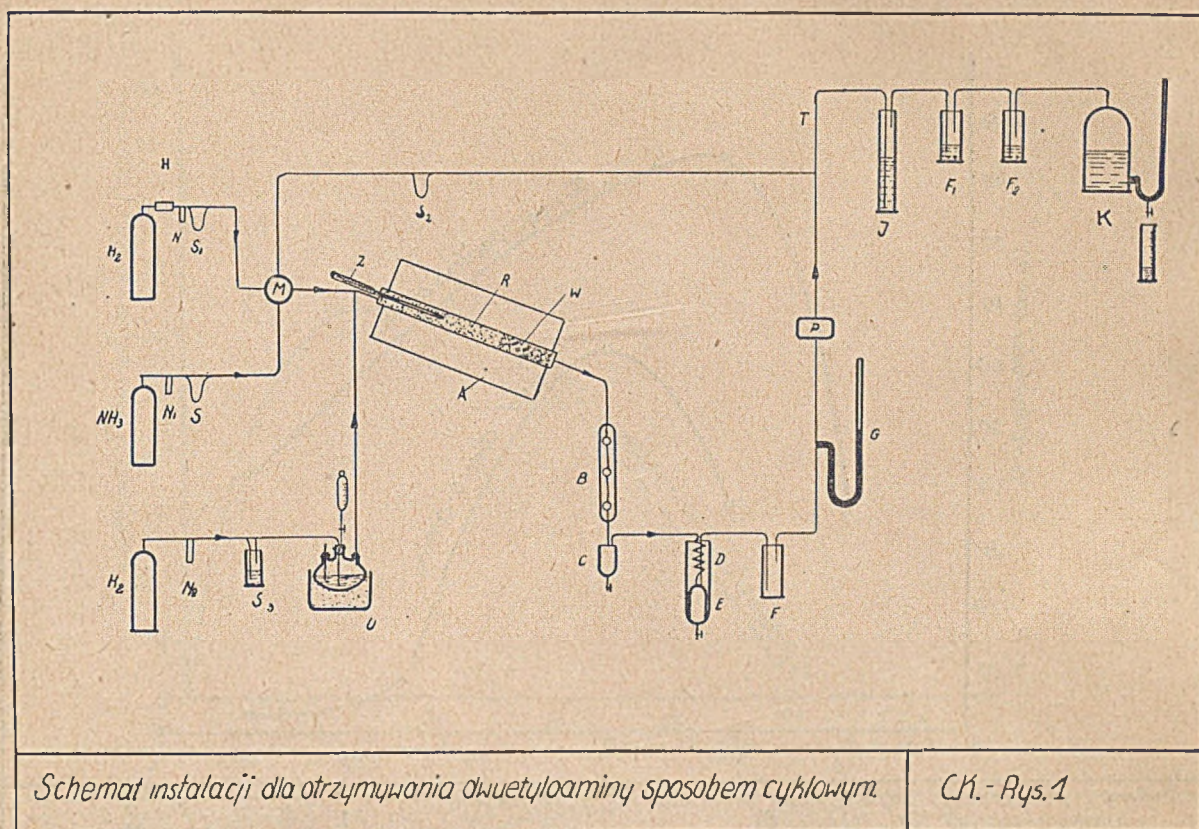 T
H
H₂
N
S₁
S₂
J
F₁
F₂
K
M
Z
R
W
A
P
NH₃
N₁
S
G
B
H₂
N₂
S₃
U
C
D
E
F
Schemat instalacji dla otrzymywania dwuetyloaminy sposobem cyklowym
CK.-Rys.1